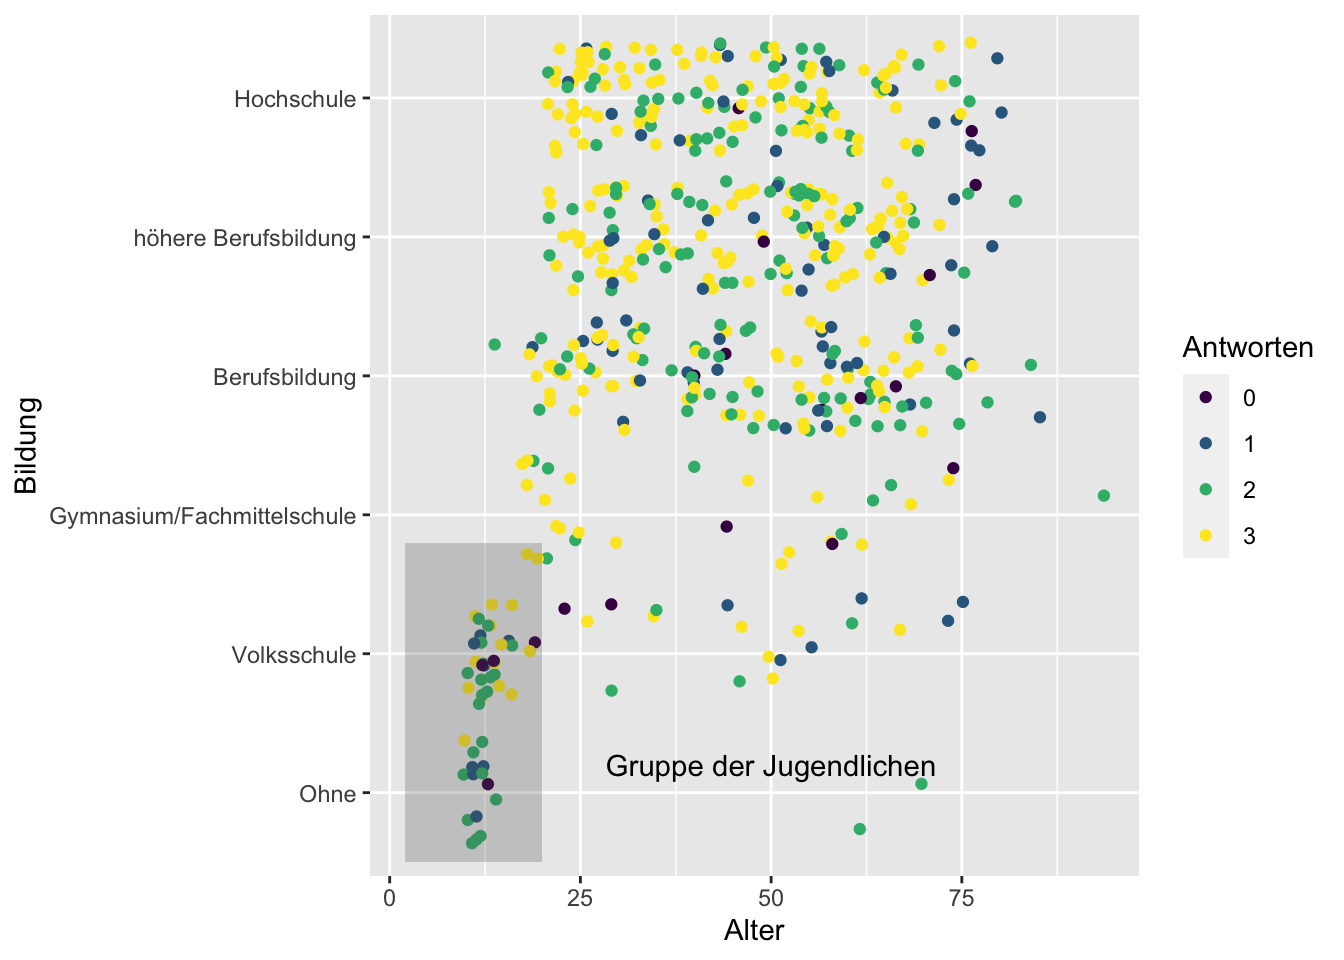 Bildung
Hochschule
höhere Berufsbildung
Berufsbildung
Gymnasium/Fachmittelschule
Volksschule
Ohne
Gruppe der Jugendlichen
0 25 50 75
Alter
Antworten
0
1
2
3